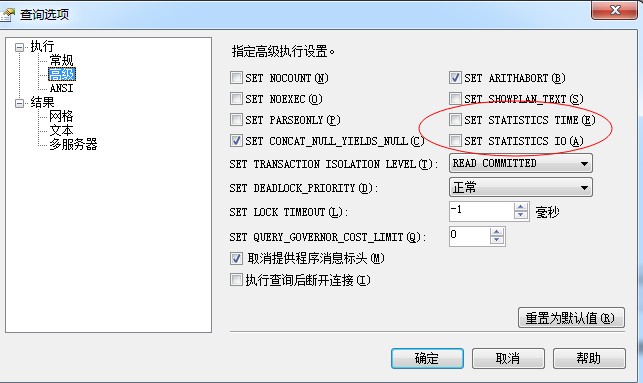 查询选项
执行
常规
高级
ANSI
结果
网格
文本
多服务器
指定高级执行设置。
SET NOCOUNT(N)
SET ARITHABORT(B)
SET NOEXEC(O)
SET SHOWPLAN_TEXT(S)
SET PARSEONLY(P)
SET STATISTICS TIME(E)
SET CONCAT_NULL_YIELDS_NULL(C)
SET STATISTICS IO(A)
SET TRANSACTION ISOLATION LEVEL(T): READ COMMITTED
SET DEADLOCK_PRIORITY(D): 正常
SET LOCK TIMEOUT(L): -1 毫秒
SET QUERY_GOVERNOR_COST_LIMIT(Q): 0
取消提供程序消息标头(M)
执行查询后断开连接(I)
重置为默认值(R)
确定 取消 帮助